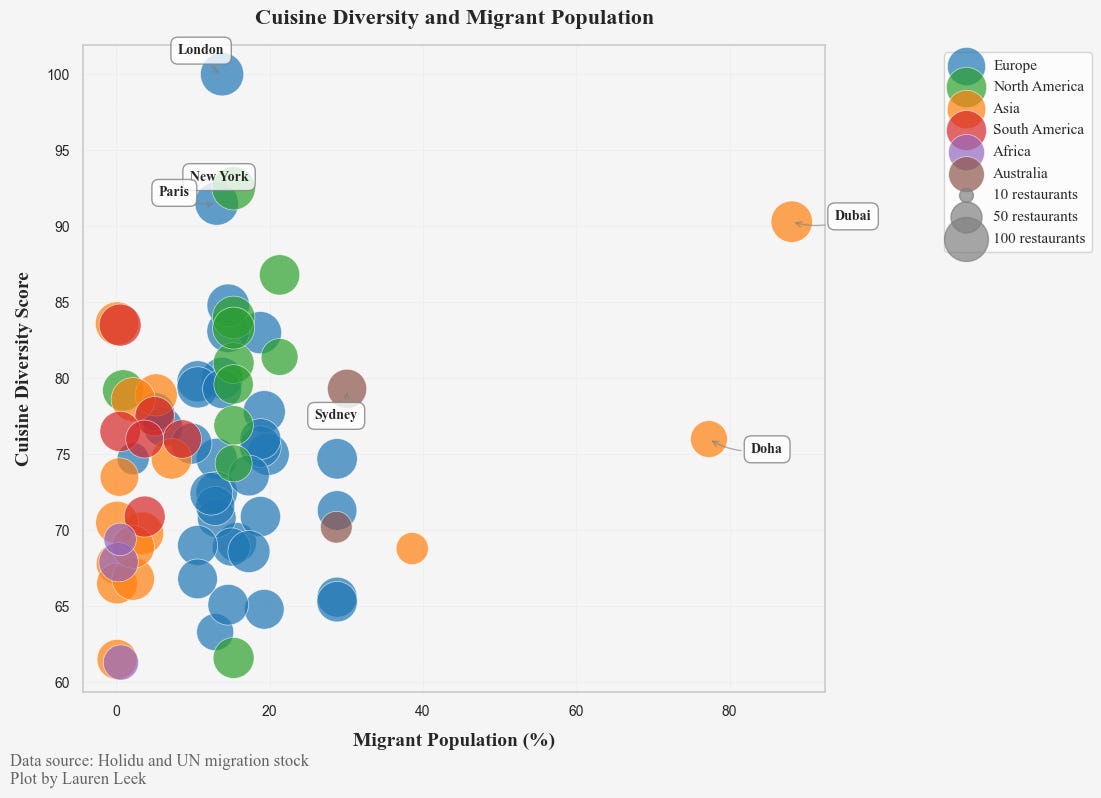 Cuisine Diversity and Migrant Population
London
New York
Paris
Dubai
Sydney
Doha
Europe
North America
Asia
South America
Africa
Australia
10 restaurants
50 restaurants
100 restaurants
Cuisine Diversity Score
100
95
90
85
80
75
70
65
60
0
20
40
60
80
Migrant Population (%)
Data source: Holidu and UN migration stock
Plot by Lauren Leek